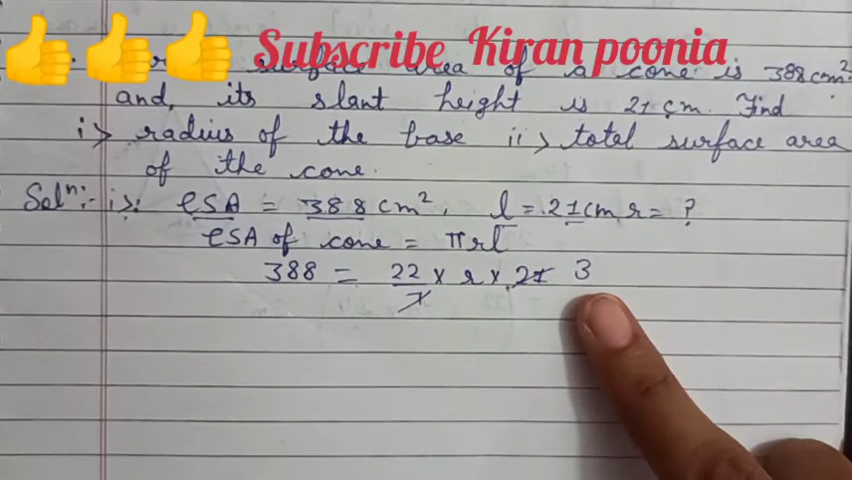 Subscribe Kiran poonia
surface area of a cone is 388 cm²
and, its slant height is 21 cm. Find
i> radius of the base ii> total surface area
of the cone.
Solⁿ:- i>: CSA = 388 cm², l = 21cm r = ?
CSA of cone = πrl
388 = 22/7 × r × 21 3